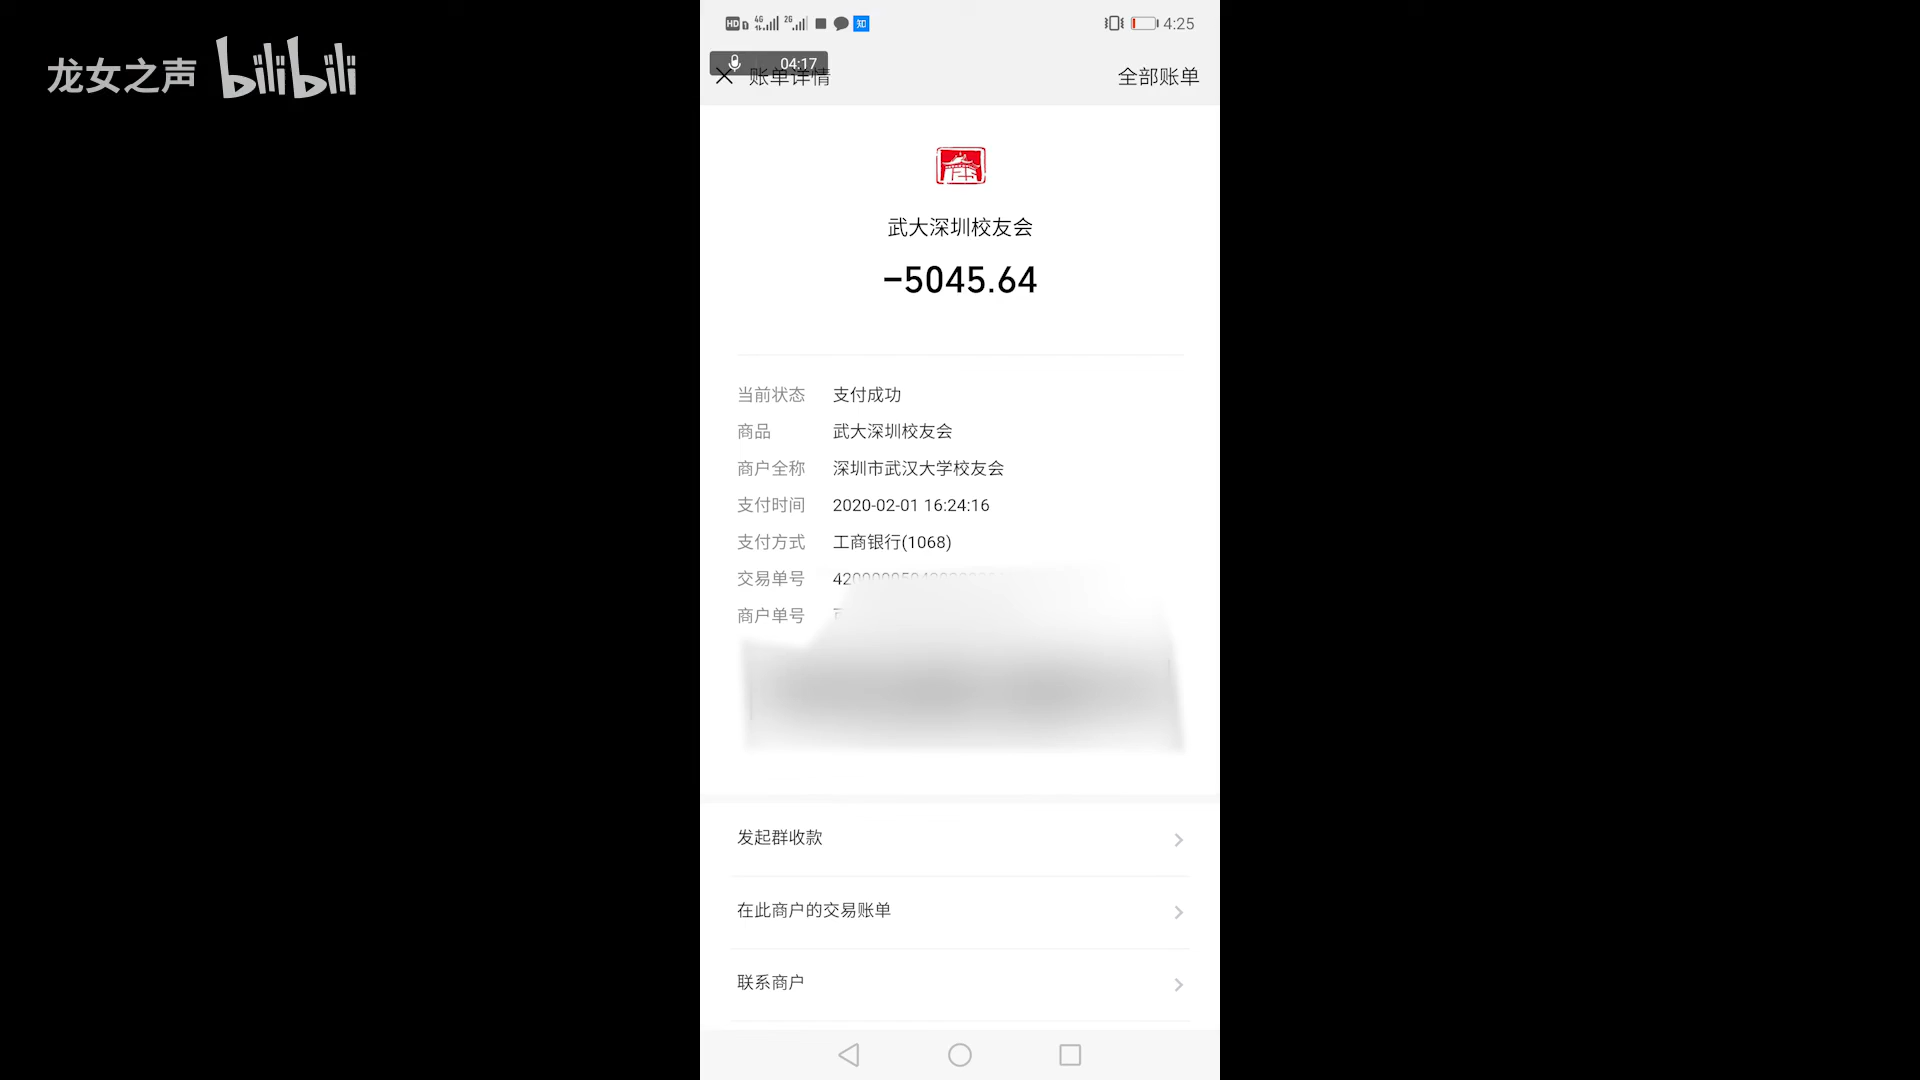 龙女之声 bilibili
HD 4G 2G 知 4:25
04:17
账单详情 全部账单
武大深圳校友会
-5045.64
当前状态 支付成功
商品 武大深圳校友会
商户全称 深圳市武汉大学校友会
支付时间 2020-02-01 16:24:16
支付方式 工商银行(1068)
交易单号
商户单号
发起群收款
在此商户的交易账单
联系商户